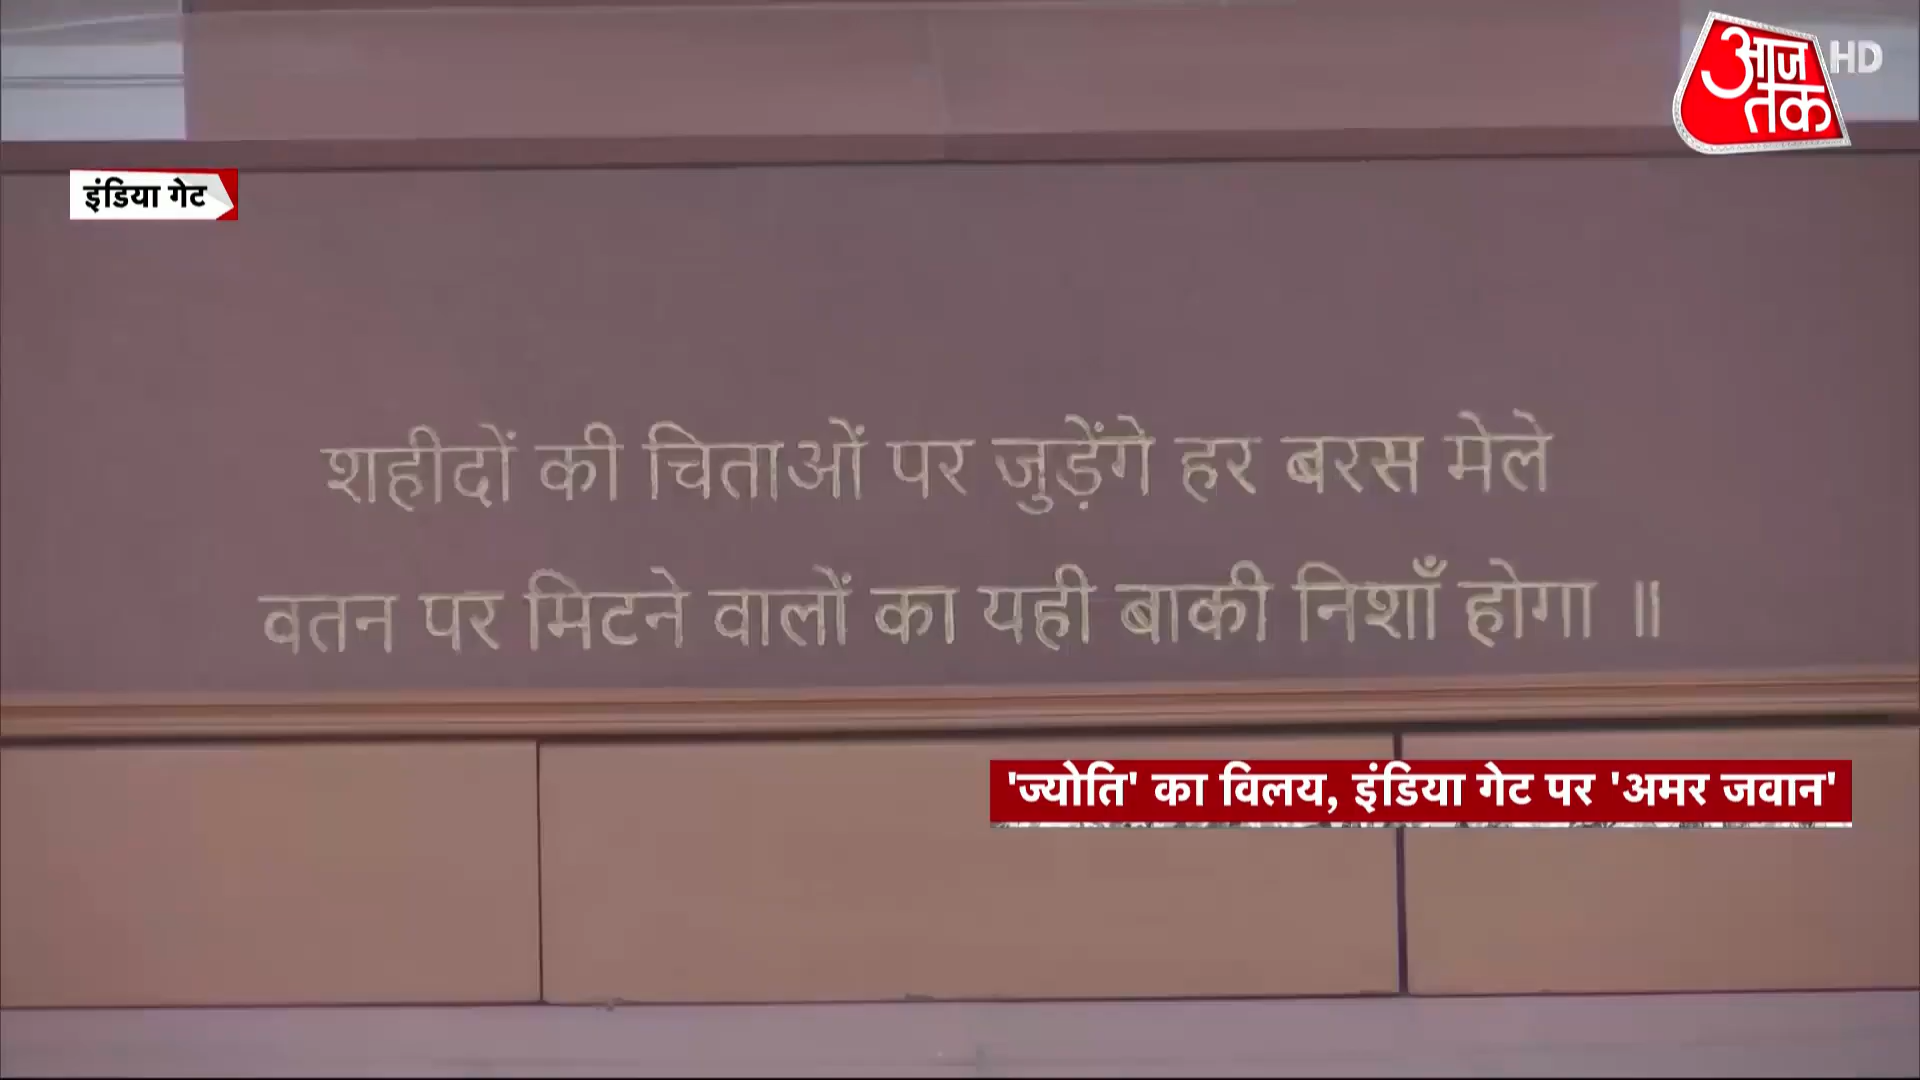 आज
तक
HD
इंडिया गेट
शहीदों की चिताओं पर जुड़ेंगे हर बरस मेले
वतन पर मिटने वालों का यही बाकी निशाँ होगा ॥
'ज्योति' का विलय, इंडिया गेट पर 'अमर जवान'